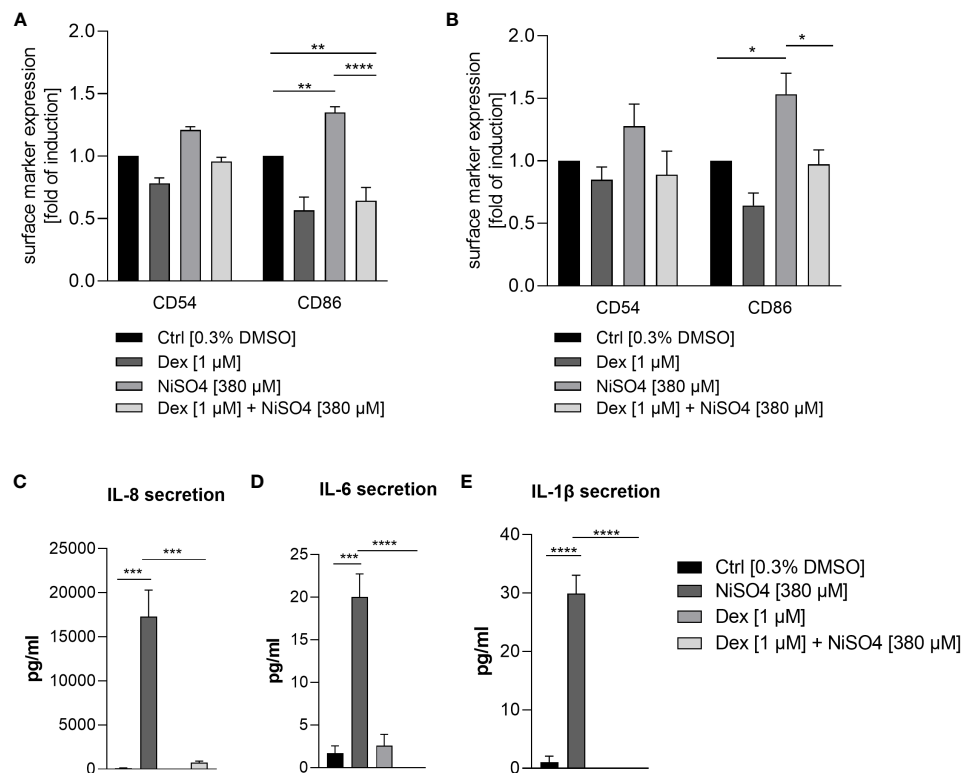 A
surface marker expression
[fold of induction]
2.0
1.5
1.0
0.5
0.0
**
****
**
CD54
CD86
Ctrl [0.3% DMSO]
Dex [1 µM]
NiSO4 [380 µM]
Dex [1 µM] + NiSO4 [380 µM]
B
surface marker expression
[fold of induction]
2.0
1.5
1.0
0.5
0.0
*
*
CD54
CD86
Ctrl [0.3% DMSO]
Dex [1 µM]
NiSO4 [380 µM]
Dex [1 µM] + NiSO4 [380 µM]
C
IL-8 secretion
pg/ml
25000
20000
15000
10000
5000
0
***
***
D
IL-6 secretion
pg/ml
25
20
15
10
5
0
***
****
E
IL-1β secretion
pg/ml
40
30
20
10
0
****
****
Ctrl [0.3% DMSO]
NiSO4 [380 µM]
Dex [1 µM]
Dex [1 µM] + NiSO4 [380 µM]